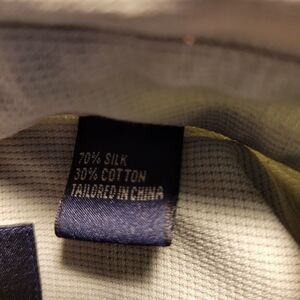 70% SILK
30% COTTON
TAILORED IN CHINA